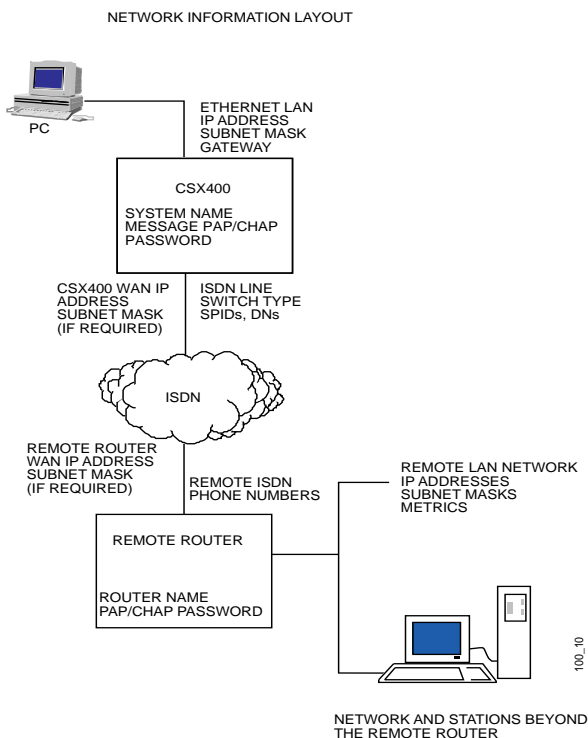 NETWORK INFORMATION LAYOUT
PC
ETHERNET LAN
IP ADDRESS
SUBNET MASK
GATEWAY
CSX400
SYSTEM NAME
MESSAGE PAP/CHAP
PASSWORD
CSX400 WAN IP
ADDRESS
SUBNET MASK
(IF REQUIRED)
ISDN LINE
SWITCH TYPE
SPIDs, DNs
ISDN
REMOTE ROUTER
WAN IP ADDRESS
SUBNET MASK
(IF REQUIRED)
REMOTE ISDN
PHONE NUMBERS
REMOTE LAN NETWORK
IP ADDRESSES
SUBNET MASKS
METRICS
REMOTE ROUTER
ROUTER NAME
PAP/CHAP PASSWORD
100_10
NETWORK AND STATIONS BEYOND
THE REMOTE ROUTER